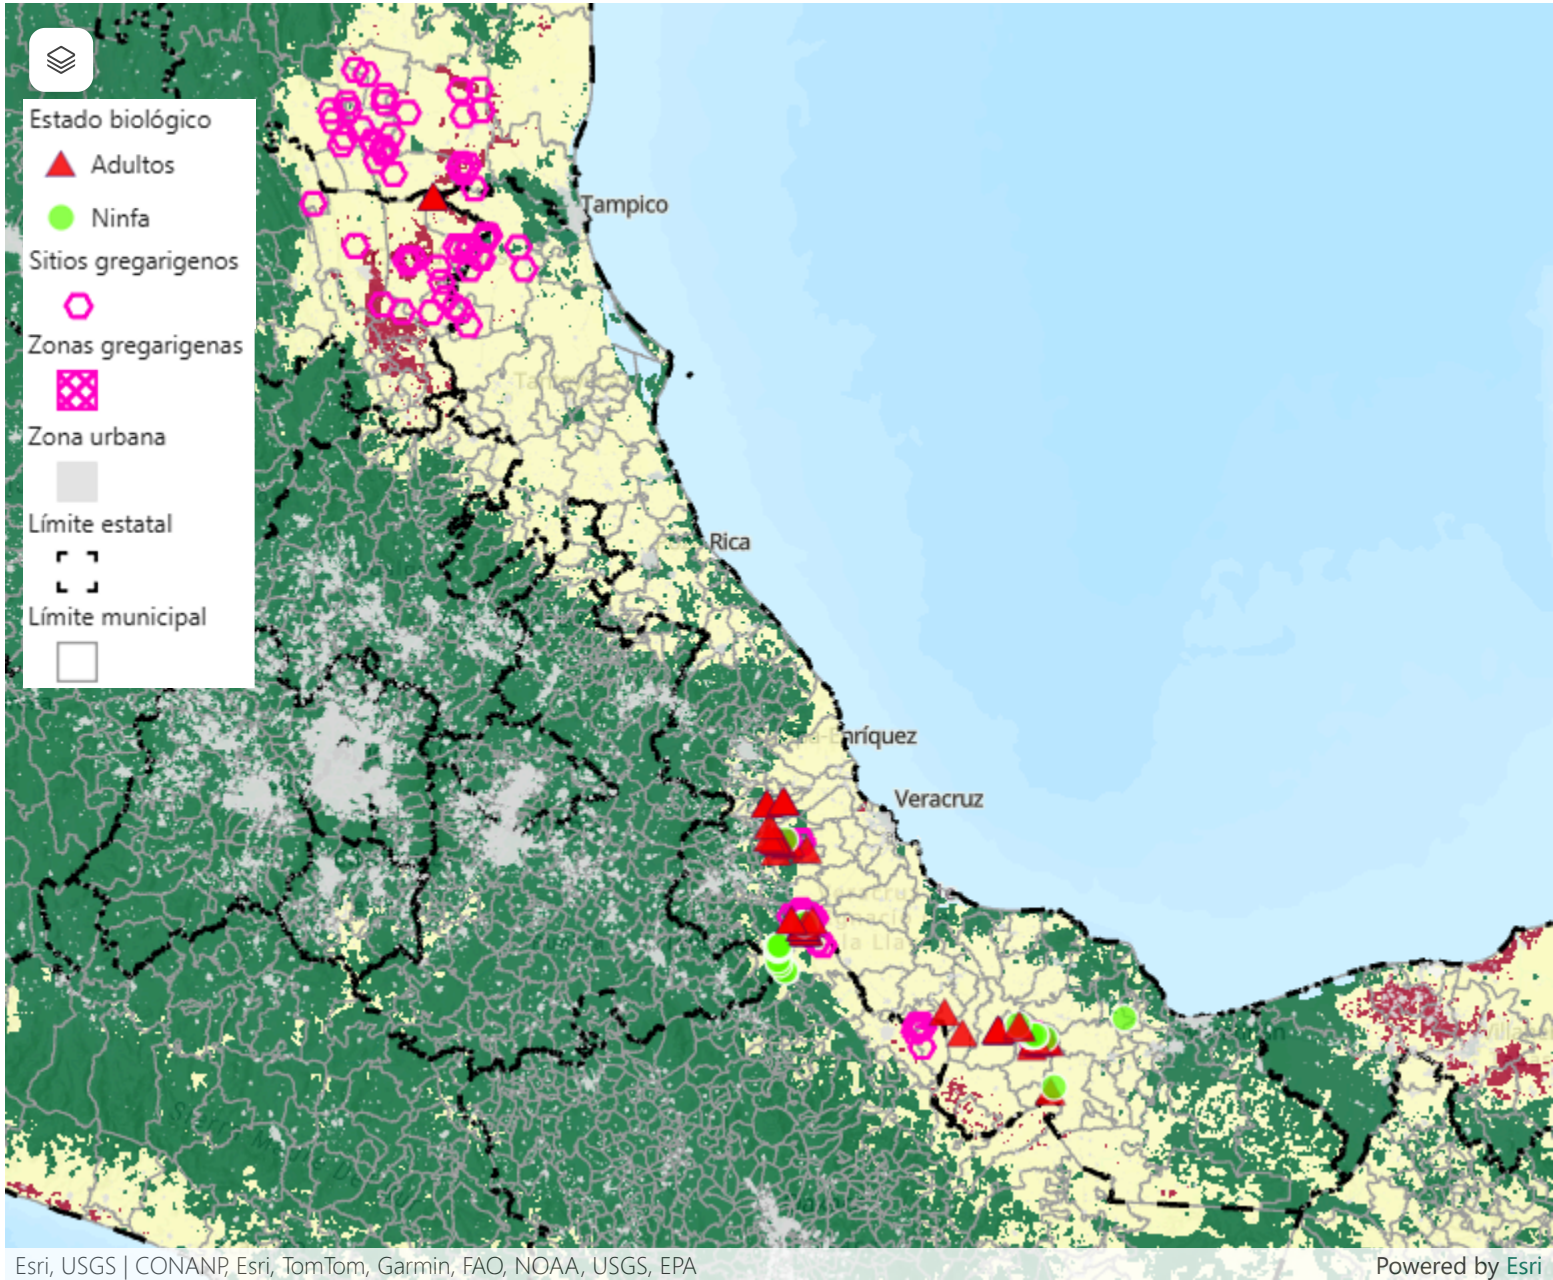 Estado biológico
Adultos
Ninfa
Sitios gregarigenos
Zonas gregarigenas
Zona urbana
Límite estatal
Límite municipal
Tampico
Rica
Enríquez
Veracruz
Esri, USGS | CONANP, Esri, TomTom, Garmin, FAO, NOAA, USGS, EPA
Powered by Esri